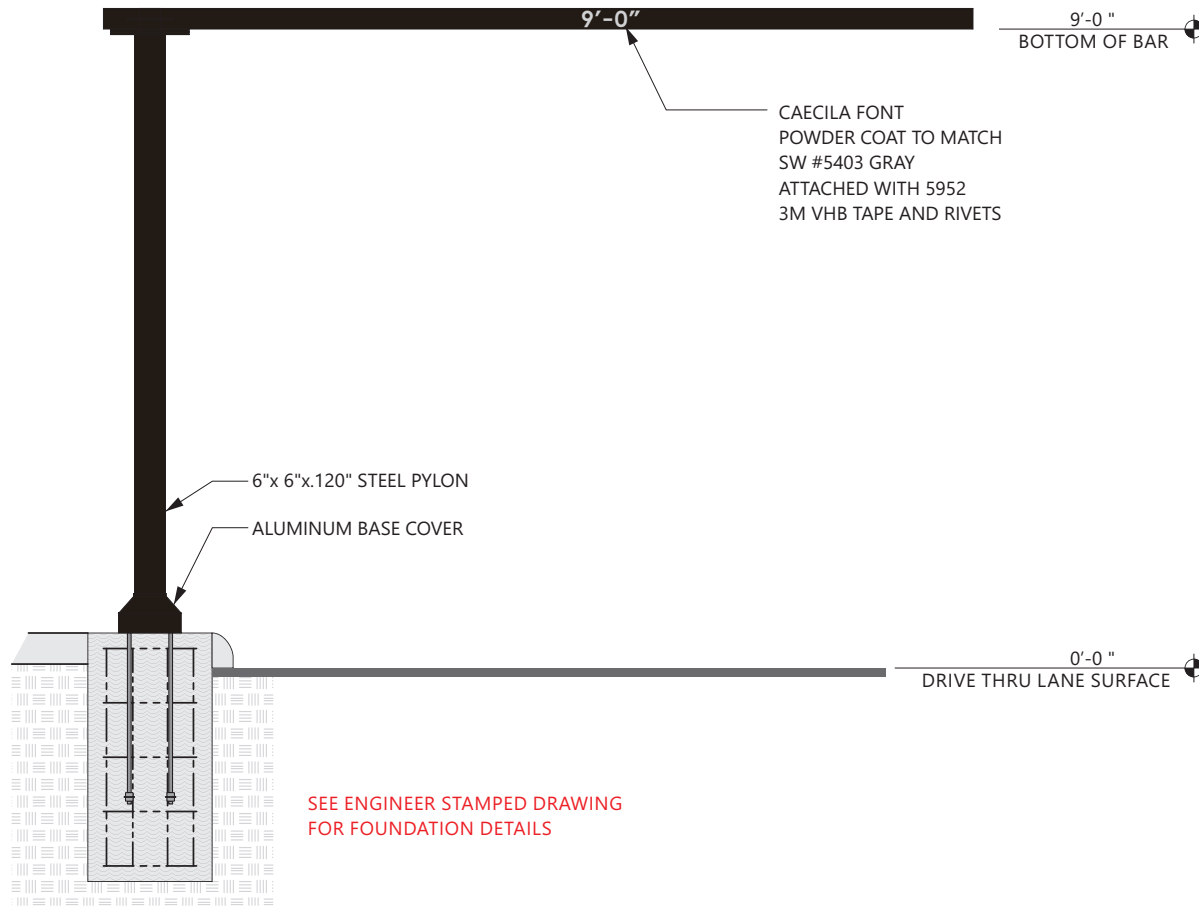 9'-0”
9'-0 "
BOTTOM OF BAR
CAECILA FONT
POWDER COAT TO MATCH
SW #5403 GRAY
ATTACHED WITH 5952
3M VHB TAPE AND RIVETS
6"x 6"x.120" STEEL PYLON
ALUMINUM BASE COVER
0'-0 "
DRIVE THRU LANE SURFACE
SEE ENGINEER STAMPED DRAWING
FOR FOUNDATION DETAILS